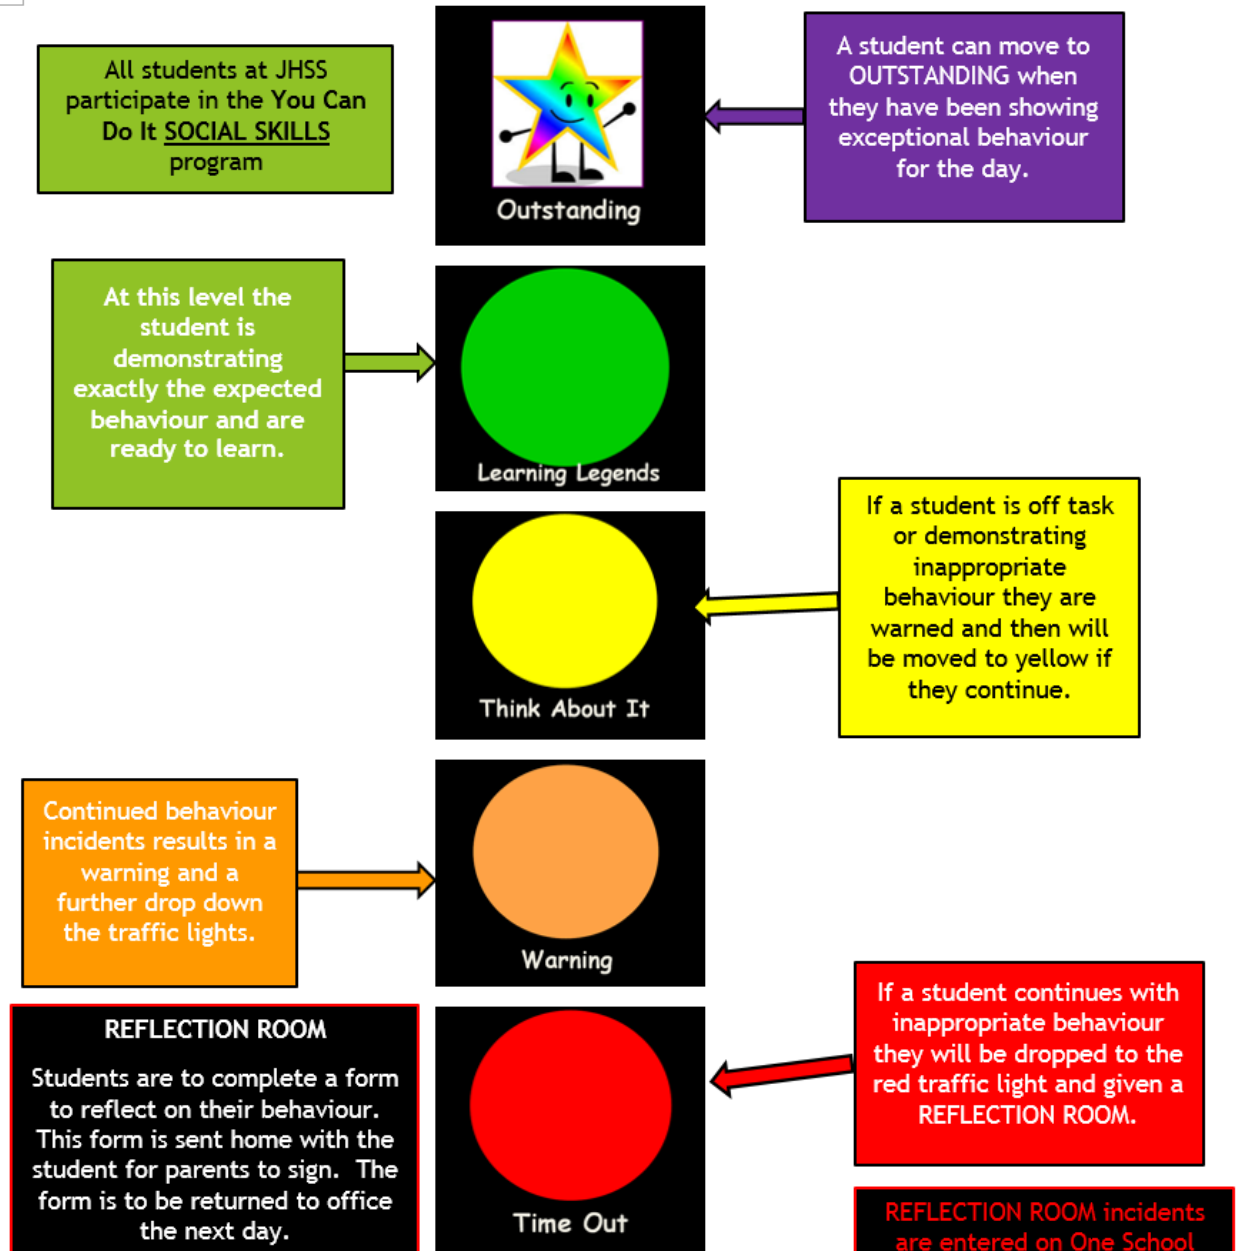 All students at JHSS
participate in the You Can
Do It SOCIAL SKILLS
program
Outstanding
A student can move to
OUTSTANDING when
they have been showing
exceptional behaviour
for the day.
At this level the
student is
demonstrating
exactly the expected
behaviour and are
ready to learn.
Learning Legends
If a student is off task
or demonstrating
inappropriate
behaviour they are
warned and then will
be moved to yellow if
they continue.
Think About It
Continued behaviour
incidents results in a
warning and a
further drop down
the traffic lights.
Warning
If a student continues with
inappropriate behaviour
they will be dropped to the
red traffic light and given a
REFLECTION ROOM.
REFLECTION ROOM
Students are to complete a form
to reflect on their behaviour.
This form is sent home with the
student for parents to sign. The
form is to be returned to office
the next day.
Time Out
REFLECTION ROOM incidents
are entered on One School